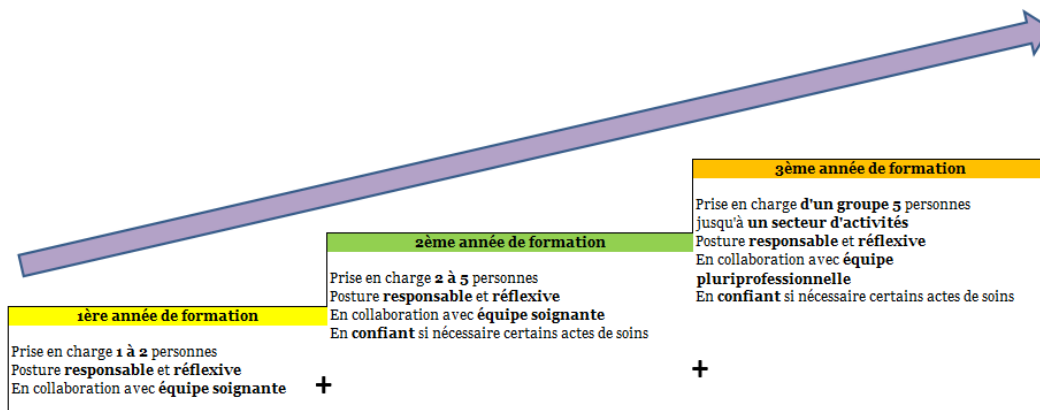 1ère année de formation
Prise en charge 1 à 2 personnes
Posture responsable et réflexive
En collaboration avec équipe soignante
+
2ème année de formation
Prise en charge 2 à 5 personnes
Posture responsable et réflexive
En collaboration avec équipe soignante
En confiant si nécessaire certains actes de soins
+
3ème année de formation
Prise en charge d'un groupe 5 personnes
jusqu'à un secteur d'activités
Posture responsable et réflexive
En collaboration avec équipe
pluriprofessionnelle
En confiant si nécessaire certains actes de soins